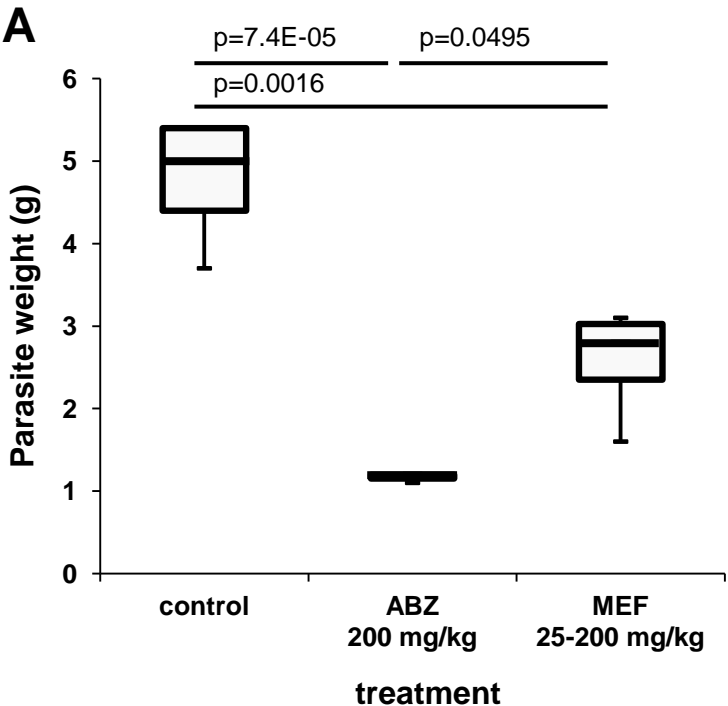 A
p=7.4E-05 p=0.0495
p=0.0016
Parasite weight (g)
6
5
4
3
2
1
0
control ABZ MEF
200 mg/kg 25-200 mg/kg
treatment